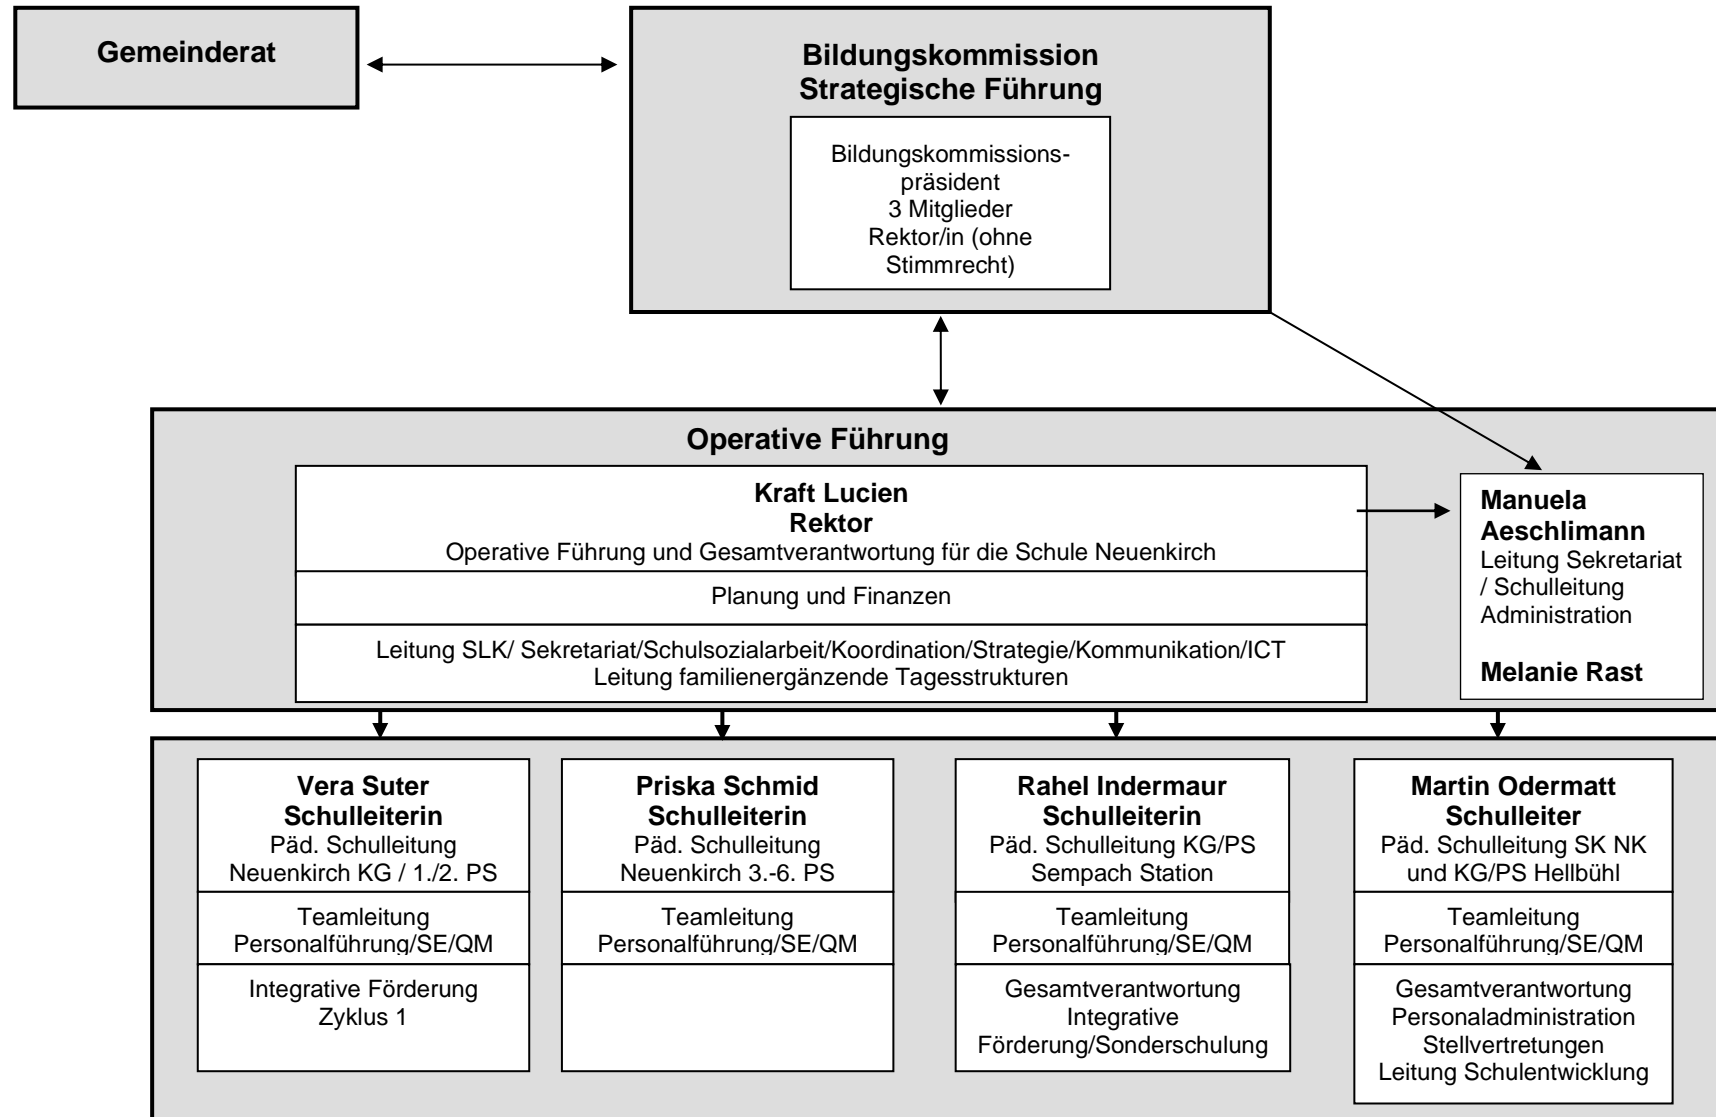 Gemeinderat
Bildungskommission
Strategische Führung
Bildungskommissions-
präsident
3 Mitglieder
Rektor/in (ohne
Stimmrecht)
Operative Führung
Kraft Lucien
Rektor
Operative Führung und Gesamtverantwortung für die Schule Neuenkirch
Planung und Finanzen
Leitung SLK/ Sekretariat/Schulsozialarbeit/Koordination/Strategie/Kommunikation/ICT
Leitung familienergänzende Tagesstrukturen
Manuela
Aeschlimann
Leitung Sekretariat
/ Schulleitung
Administration
Melanie Rast
Vera Suter
Schulleiterin
Päd. Schulleitung
Neuenkirch KG / 1./2. PS
Teamleitung
Personalführung/SE/QM
Integrative Förderung
Zyklus 1
Priska Schmid
Schulleiterin
Päd. Schulleitung
Neuenkirch 3.-6. PS
Teamleitung
Personalführung/SE/QM
Rahel Indermaur
Schulleiterin
Päd. Schulleitung KG/PS
Sempach Station
Teamleitung
Personalführung/SE/QM
Gesamtverantwortung
Integrative
Förderung/Sonderschulung
Martin Odermatt
Schulleiter
Päd. Schulleitung SK NK
und KG/PS Hellbühl
Teamleitung
Personalführung/SE/QM
Gesamtverantwortung
Personaladministration
Stellvertretungen
Leitung Schulentwicklung